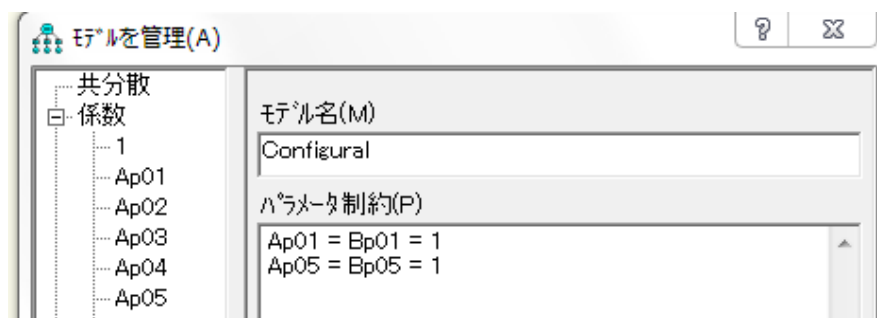 モデルを管理(A)
共分散
係数
1
Ap01
Ap02
Ap03
Ap04
Ap05
モデル名(M)
Configural
パラメータ制約(P)
Ap01 = Bp01 = 1
Ap05 = Bp05 = 1